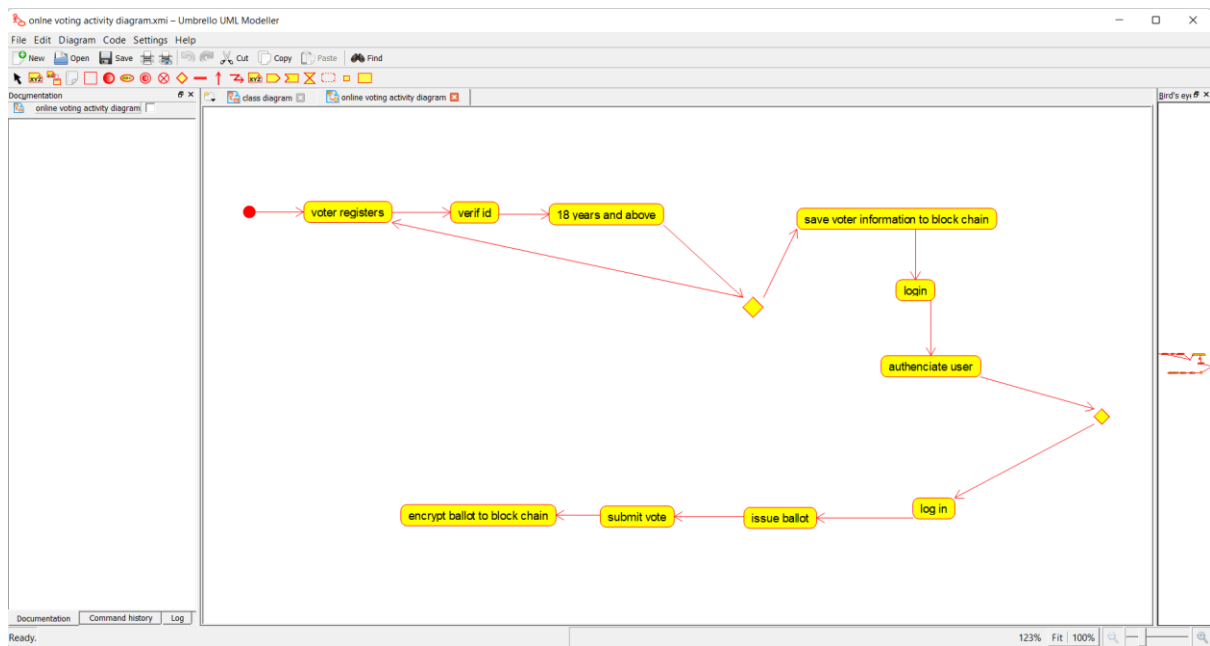 onlne voting activity diagram.xmi – Umbrello UML Modeller
File Edit Diagram Code Settings Help
New Open Save Cut Copy Paste Find
Documentation
online voting activity diagram
class diagram online voting activity diagram
Bird's eye
voter registers
verif id
18 years and above
save voter information to block chain
login
authenciate user
log in
issue ballot
submit vote
encrypt ballot to block chain
Documentation Command history Log
Ready.
123% Fit 100%